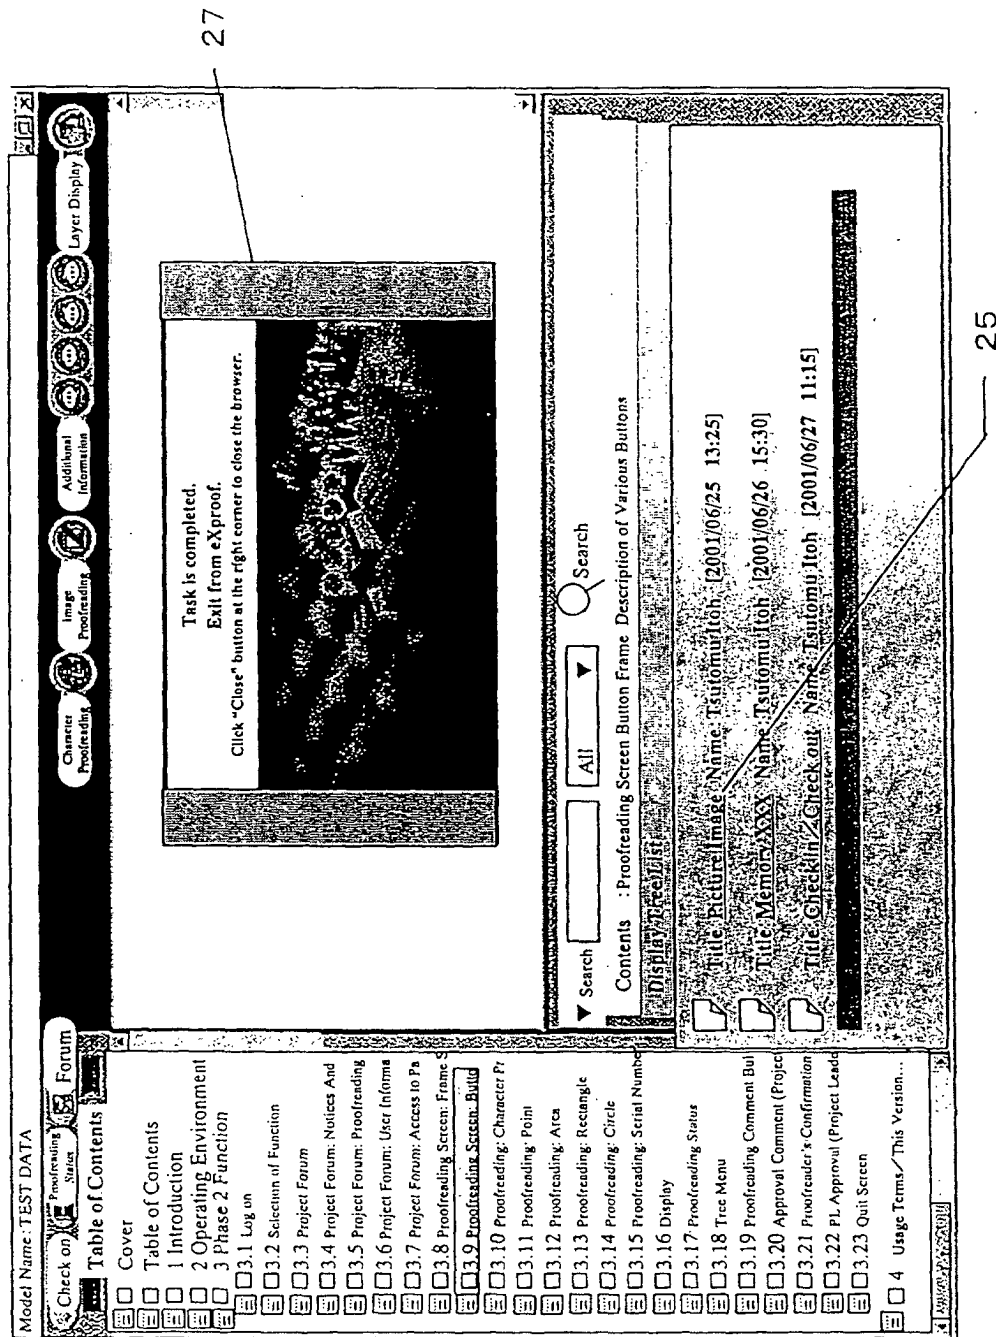 Model Name: TEST DATA
Check on
Proofreading Status
Forum
Character Proofreading
Image Proofreading
Additional Information
Layer Display
Table of Contents
Cover
Table of Contents
1 Introduction
2 Operating Environment
3 Phase 2 Function
3.1 Log on
3.2 Selection of Function
3.3 Project Forum
3.4 Project Forum: Notices And
3.5 Project Forum: Proofreading
3.6 Project Forum: User Informa
3.7 Project Forum: Access to Pa
3.8 Proofreading Screen: Frame S
3.9 Proofreading Screen: Butto
3.10 Proofreading: Character Pr
3.11 Proofreading: Point
3.12 Proofreading: Area
3.13 Proofreading: Rectangle
3.14 Proofreading: Circle
3.15 Proofreading: Serial Numbe
3.16 Display
3.17 Proofreading Status
3.18 Tree Menu
3.19 Proofreading Comment Bul
3.20 Approval Comment (Projec
3.21 Proofreader's Confirmation
3.22 PL Approval (Project Leade
3.23 Quit Screen
4 Usage Terms/This Version...
Task is completed.
Exit from eXproof.
Click "Close" button at the right corner to close the browser.
27
▼ Search
All ▼
Search
Contents : Proofreading Screen Button Frame Description of Various Buttons
Display/Tree/List
Title: Picture Image Name: Tsutomu Itoh [2001/06/25 13:25]
Title: Memory XXX Name: Tsutomu Itoh [2001/06/26 15:30]
Title: Check In/Check out Name: Tsutomu Itoh [2001/06/27 11:15]
25